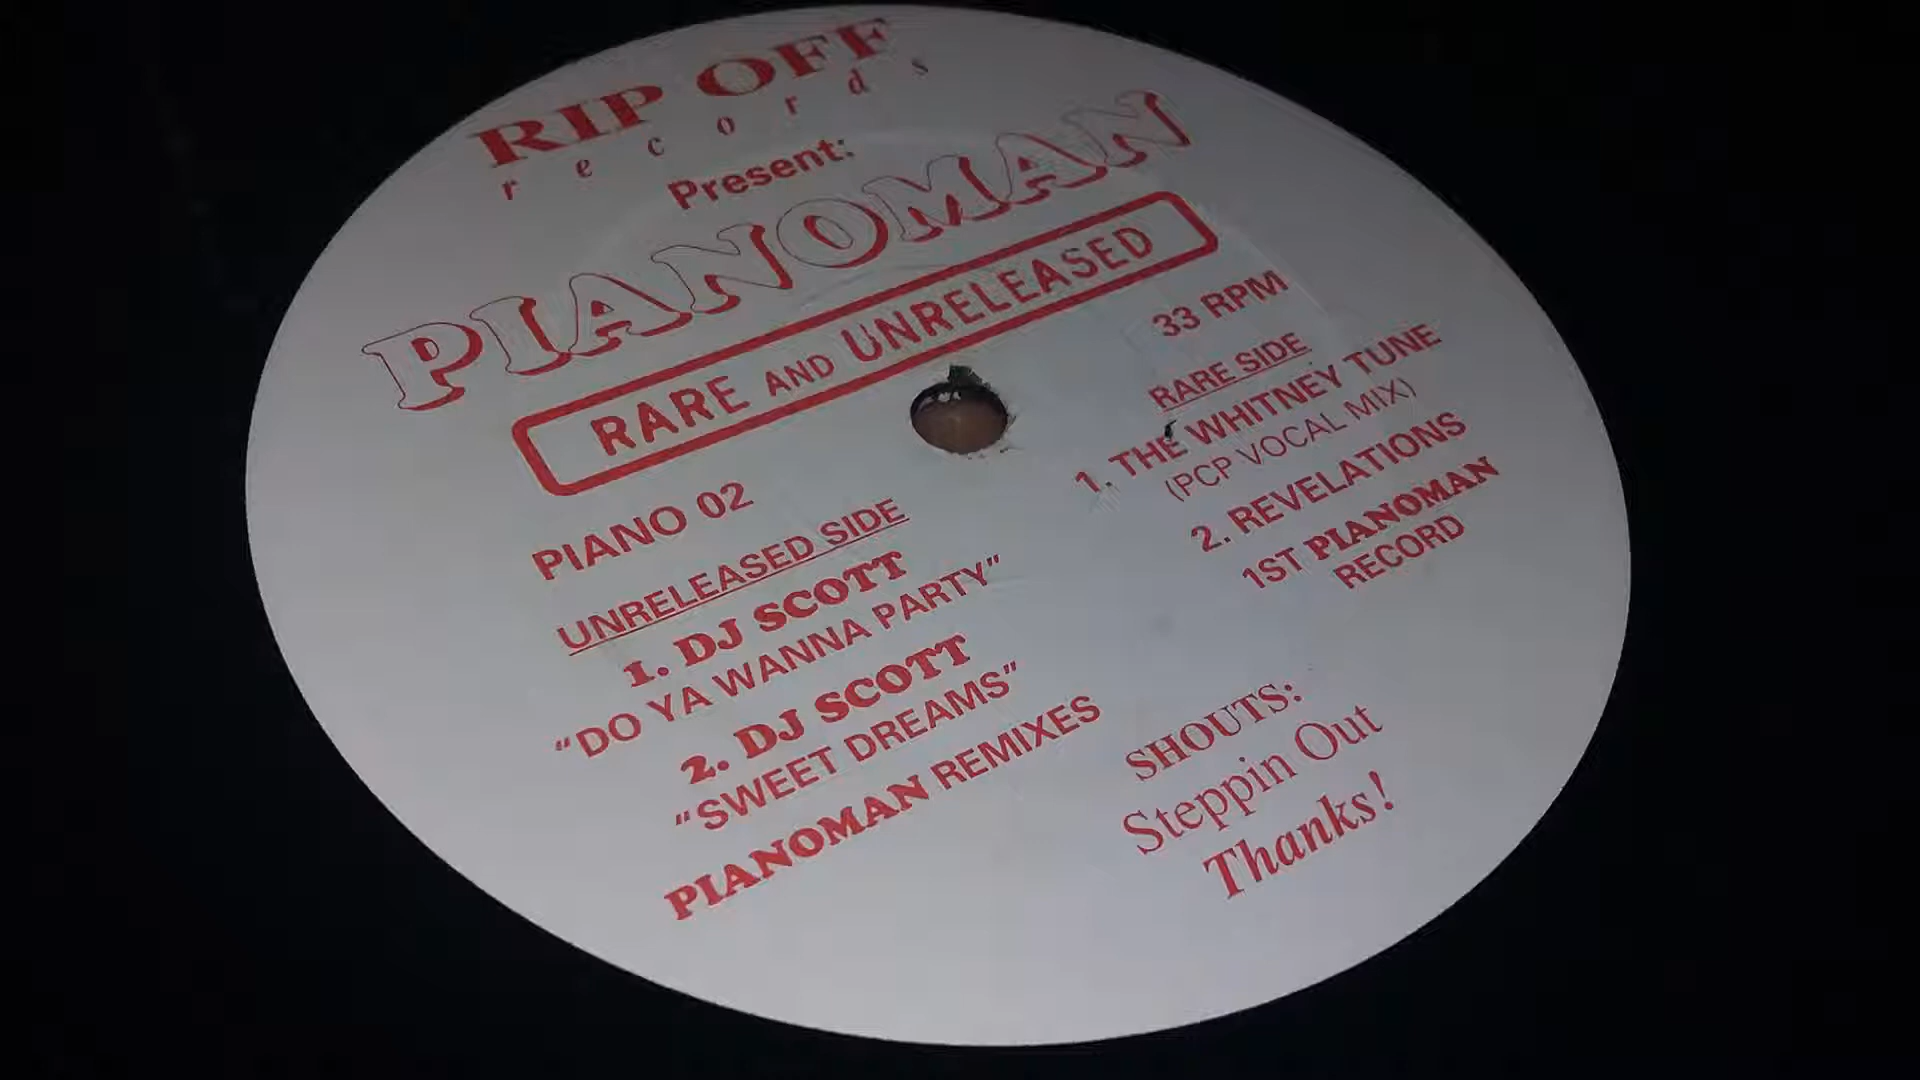 RIP OFF
records
Present:
PIANOMAN
RARE AND UNRELEASED
PIANO 02
UNRELEASED SIDE
1. DJ SCOTT
"DO YA WANNA PARTY"
2. DJ SCOTT
"SWEET DREAMS"
PIANOMAN REMIXES
33 RPM
RARE SIDE
1. THE WHITNEY TUNE
(PCP VOCAL MIX)
2. REVELATIONS
1ST PIANOMAN
RECORD
SHOUTS:
Steppin Out
Thanks!